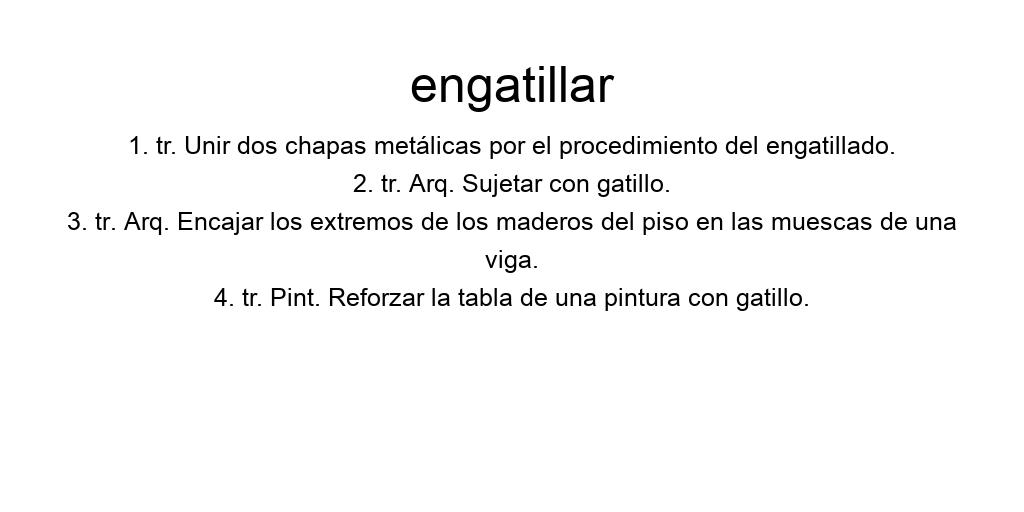 engatillar
1. tr. Unir dos chapas metálicas por el procedimiento del engatillado.
2. tr. Arq. Sujetar con gatillo.
3. tr. Arq. Encajar los extremos de los maderos del piso en las muescas de una
viga.
4. tr. Pint. Reforzar la tabla de una pintura con gatillo.